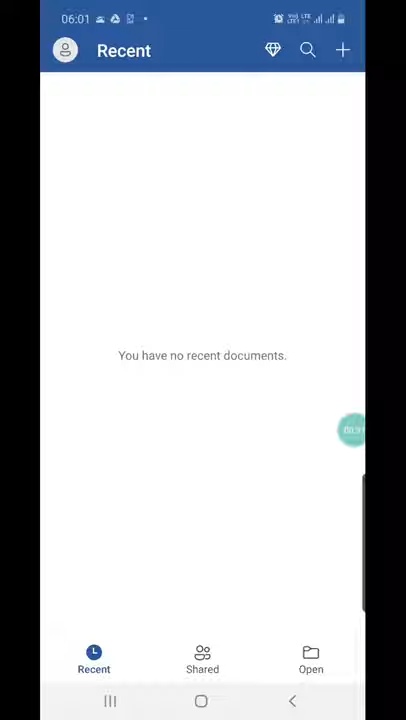 06:01
Recent
You have no recent documents.
Recent
Shared
Open